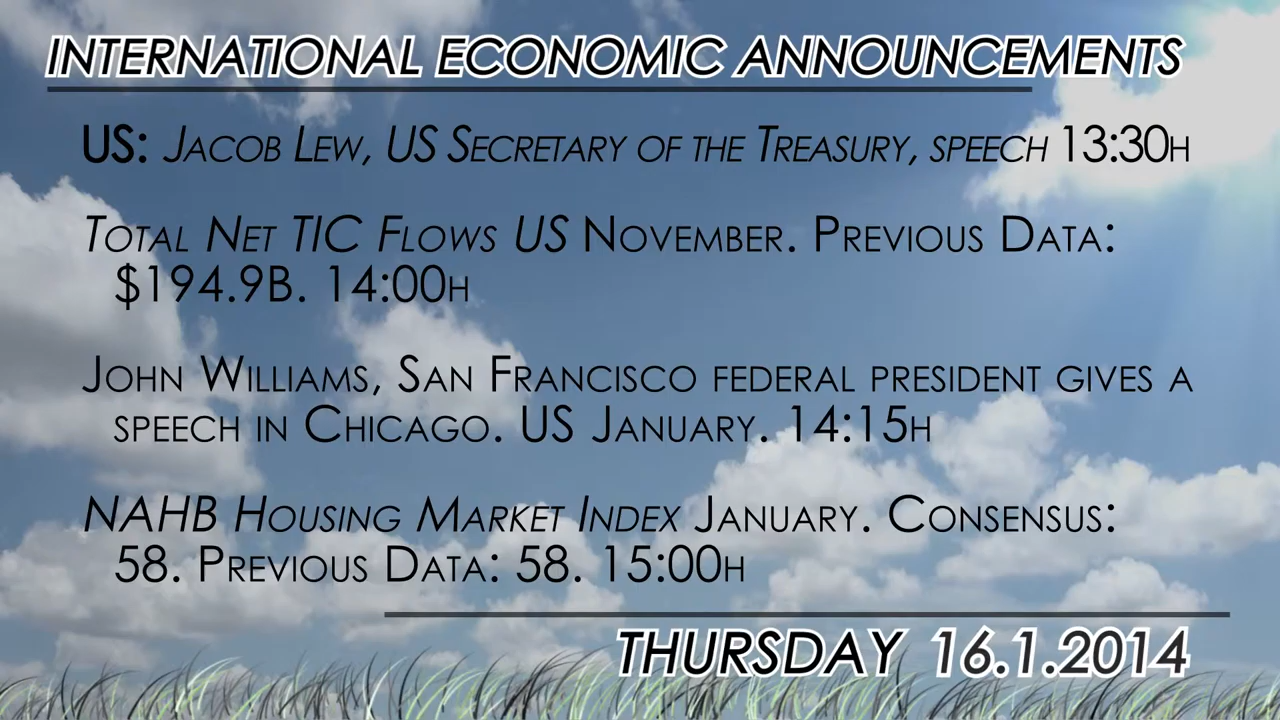 INTERNATIONAL ECONOMIC ANNOUNCEMENTS
US: Jacob Lew, US Secretary of the Treasury, speech 13:30h
Total Net TIC Flows US November. Previous Data:
$194.9B. 14:00h
John Williams, San Francisco federal president gives a
speech in Chicago. US January. 14:15h
NAHB Housing Market Index January. Consensus:
58. Previous Data: 58. 15:00h
THURSDAY 16.1.2014